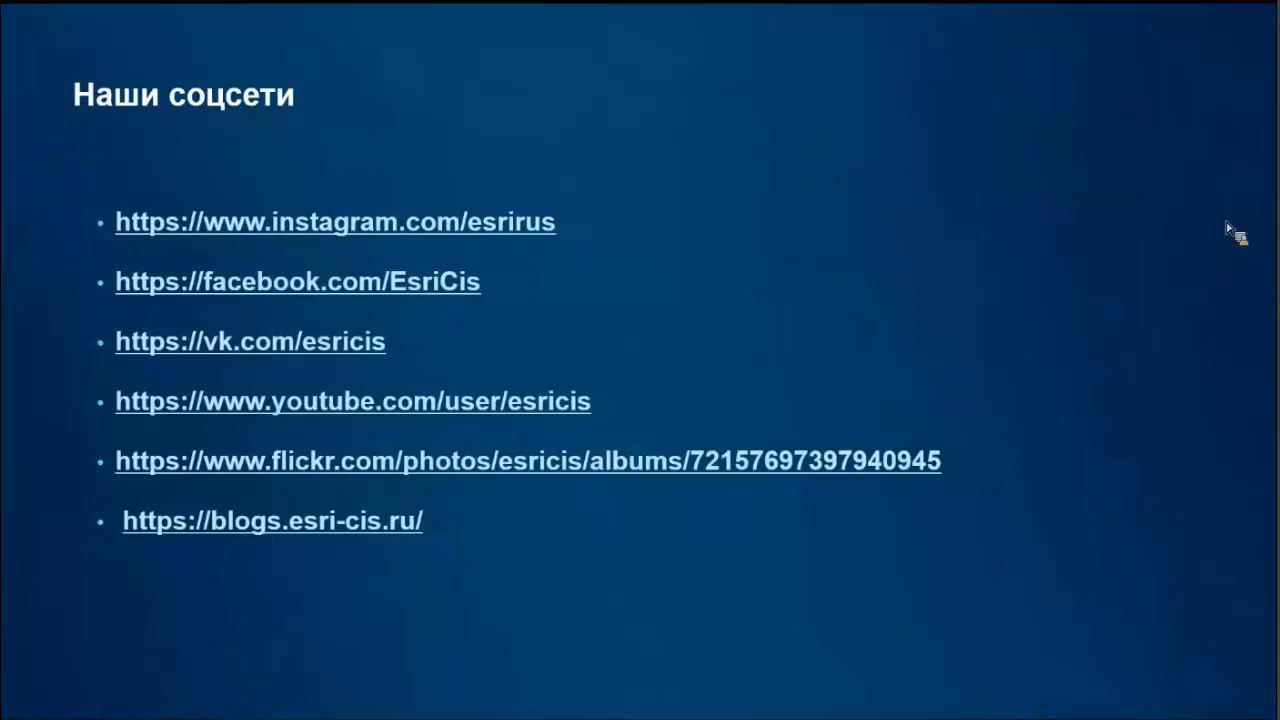 Наши соцсети
https://www.instagram.com/esrirus
https://facebook.com/EsriCis
https://vk.com/esricis
https://www.youtube.com/user/esricis
https://www.flickr.com/photos/esricis/albums/72157697397940945
https://blogs.esri-cis.ru/